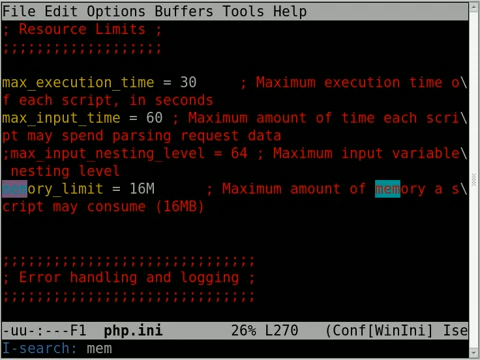 File Edit Options Buffers Tools Help
; Resource Limits ;
;;;;;;;;;;;;;;;;;;;
max_execution_time = 30     ; Maximum execution time o\
f each script, in seconds
max_input_time = 60 ; Maximum amount of time each scri\
pt may spend parsing request data
;max_input_nesting_level = 64 ; Maximum input variable\
 nesting level
memory_limit = 16M      ; Maximum amount of memory a s\
cript may consume (16MB)
;;;;;;;;;;;;;;;;;;;;;;;;;;;;;;
; Error handling and logging ;
;;;;;;;;;;;;;;;;;;;;;;;;;;;;;;
-uu-:---F1  php.ini        26% L270   (Conf[WinIni] Ise
I-search: mem